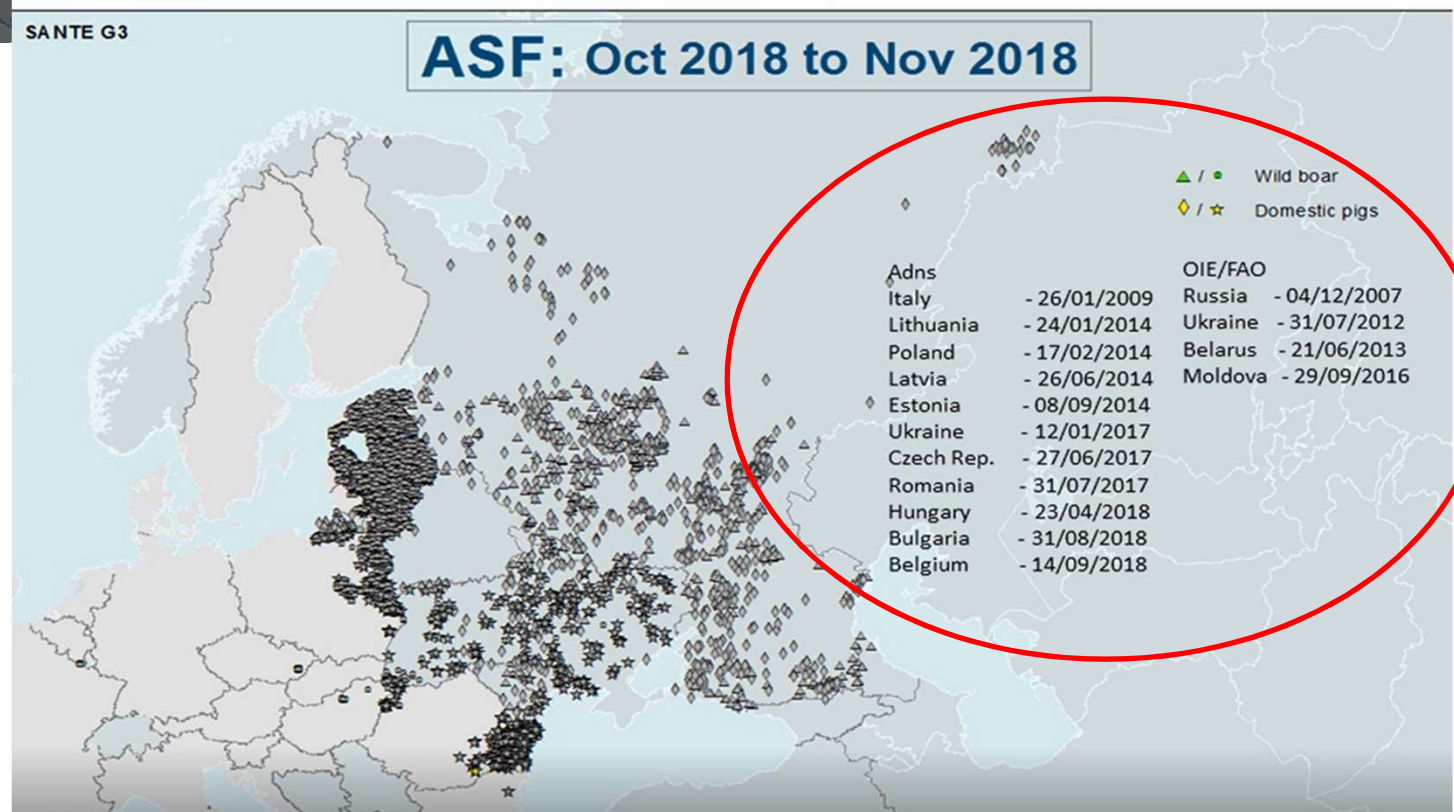 SANTE G3
ASF: Oct 2018 to Nov 2018
△ / ● Wild boar
◊ / ☆ Domestic pigs
Adns
Italy - 26/01/2009
Lithuania - 24/01/2014
Poland - 17/02/2014
Latvia - 26/06/2014
Estonia - 08/09/2014
Ukraine - 12/01/2017
Czech Rep. - 27/06/2017
Romania - 31/07/2017
Hungary - 23/04/2018
Bulgaria - 31/08/2018
Belgium - 14/09/2018
OIE/FAO
Russia - 04/12/2007
Ukraine - 31/07/2012
Belarus - 21/06/2013
Moldova - 29/09/2016